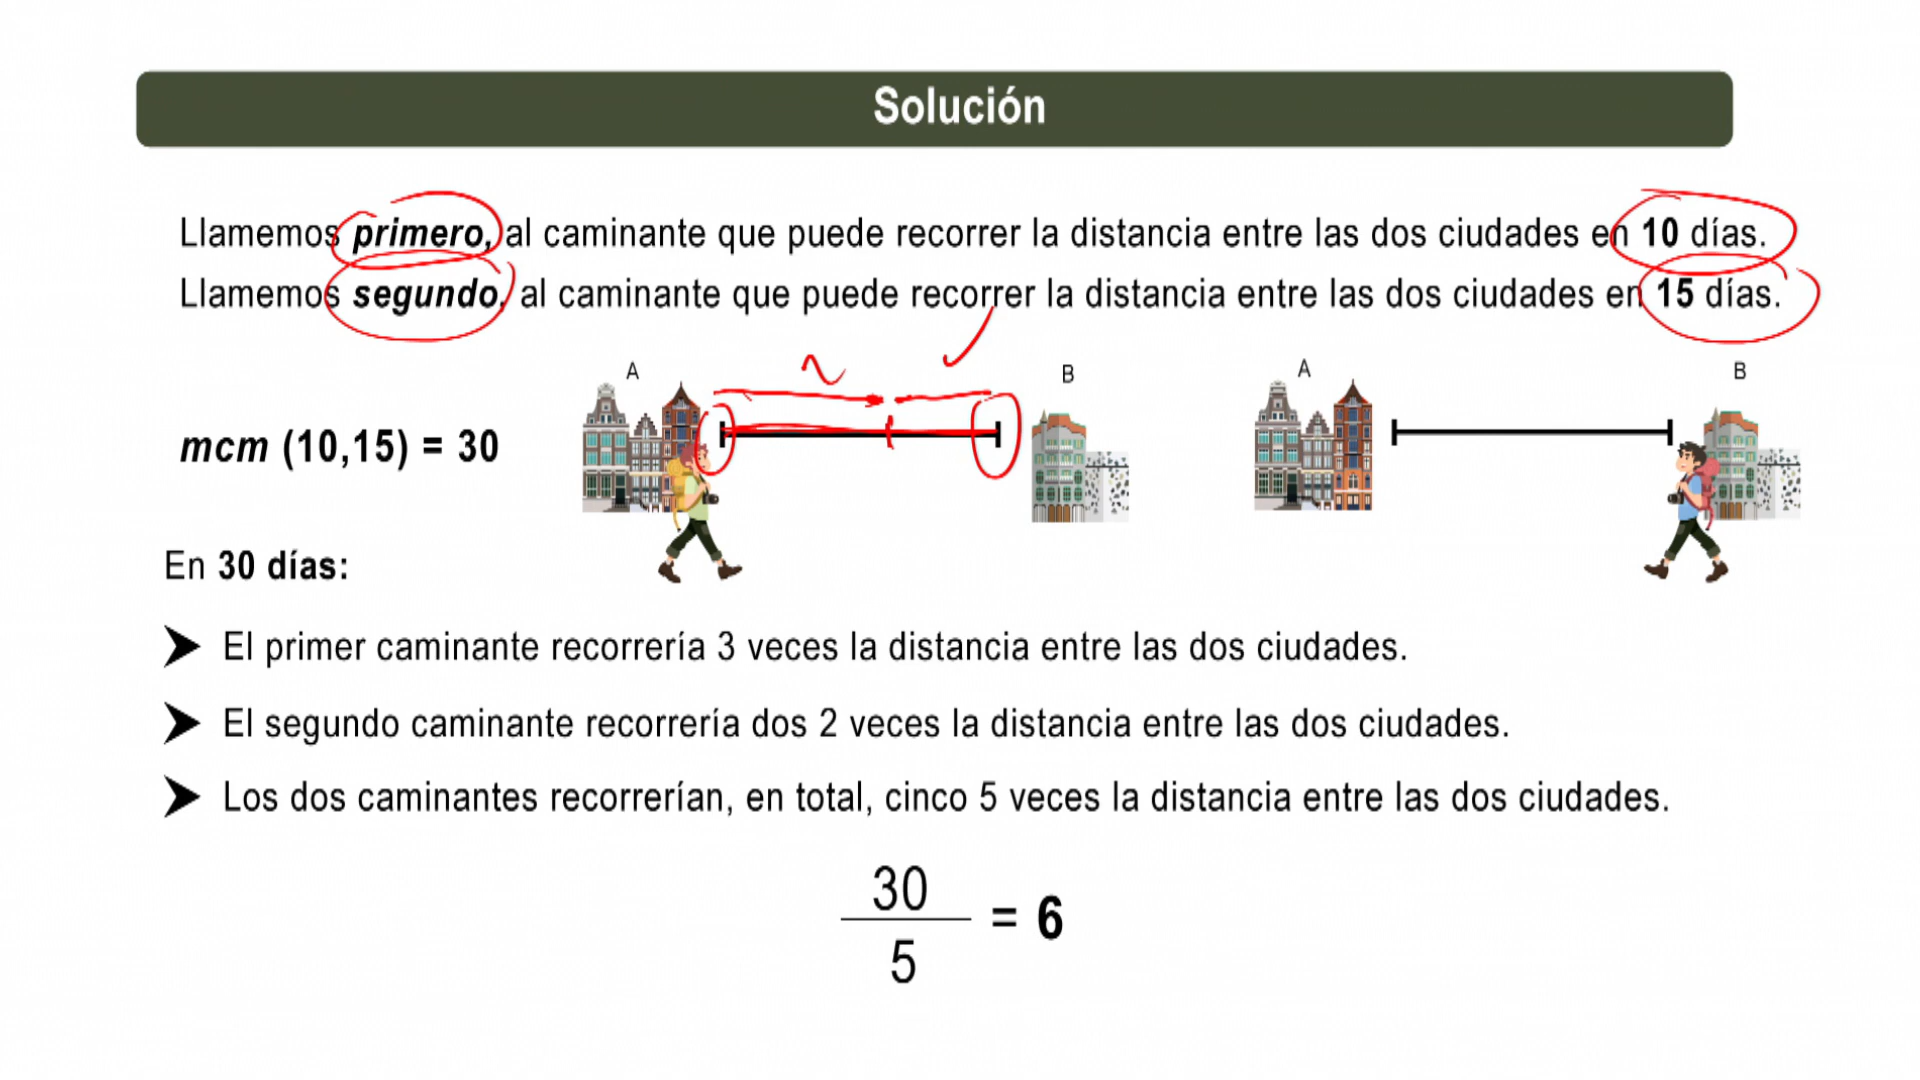 Solución
Llamemos primero, al caminante que puede recorrer la distancia entre las dos ciudades en 10 días.
Llamemos segundo, al caminante que puede recorrer la distancia entre las dos ciudades en 15 días.
A
B
A
B
mcm (10,15) = 30
En 30 días:
El primer caminante recorrería 3 veces la distancia entre las dos ciudades.
El segundo caminante recorrería dos 2 veces la distancia entre las dos ciudades.
Los dos caminantes recorrerían, en total, cinco 5 veces la distancia entre las dos ciudades.
30
= 6
5